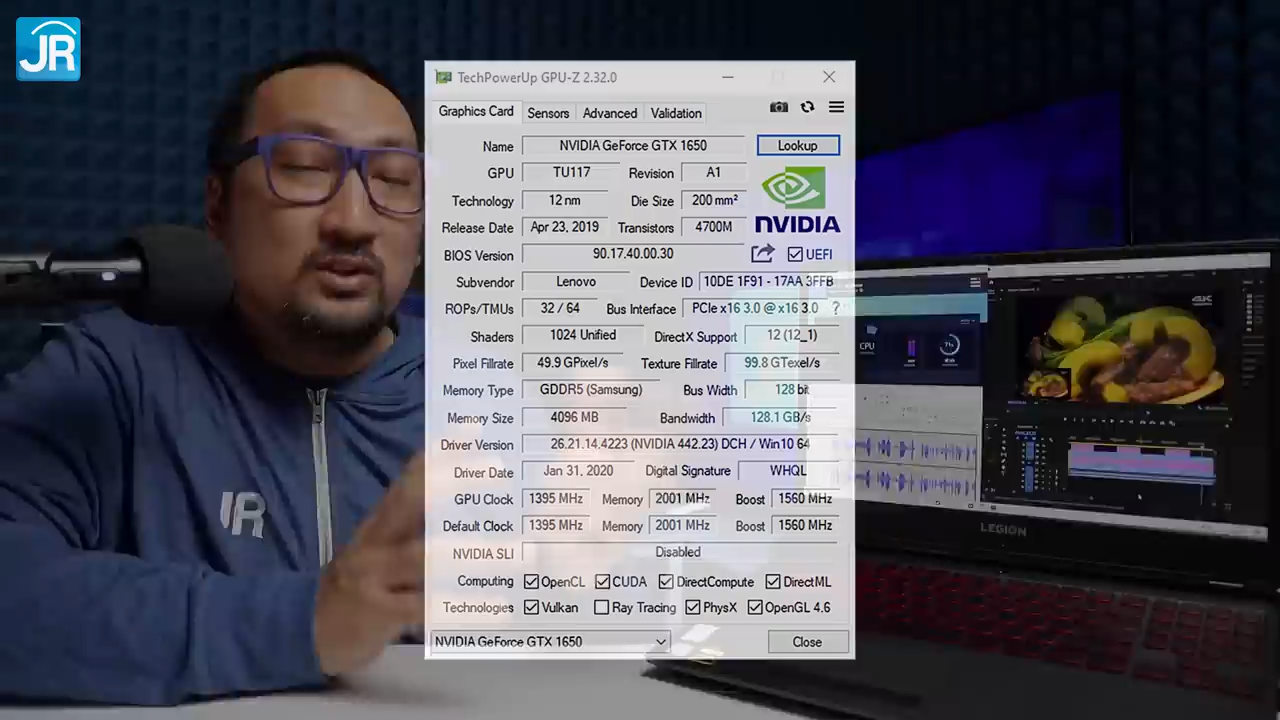 JR
TechPowerUp GPU-Z 2.32.0
Graphics Card Sensors Advanced Validation
Name NVIDIA GeForce GTX 1650 Lookup
GPU TU117 Revision A1
Technology 12 nm Die Size 200 mm²
Release Date Apr 23, 2019 Transistors 4700M
NVIDIA
BIOS Version 90.17.40.00.30 UEFI
Subvendor Lenovo Device ID 10DE 1F91 - 17AA 3FFB
ROPs/TMUs 32 / 64 Bus Interface PCIe x16 3.0 @ x16 3.0 ?
Shaders 1024 Unified DirectX Support 12 (12_1)
Pixel Fillrate 49.9 GPixel/s Texture Fillrate 99.8 GTexel/s
Memory Type GDDR5 (Samsung) Bus Width 128 bit
Memory Size 4096 MB Bandwidth 128.1 GB/s
Driver Version 26.21.14.4223 (NVIDIA 442.23) DCH / Win10 64
Driver Date Jan 31, 2020 Digital Signature WHQL
GPU Clock 1395 MHz Memory 2001 MHz Boost 1560 MHz
Default Clock 1395 MHz Memory 2001 MHz Boost 1560 MHz
NVIDIA SLI Disabled
Computing OpenCL CUDA DirectCompute DirectML
Technologies Vulkan Ray Tracing PhysX OpenGL 4.6
NVIDIA GeForce GTX 1650 Close
JR
CPU
4K
LEGION